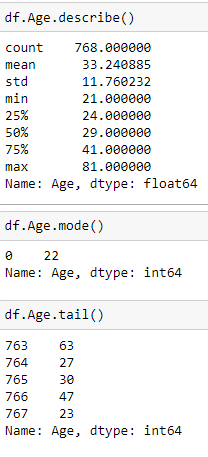 df.Age.describe()
count    768.000000
mean      33.240885
std       11.760232
min       21.000000
25%       24.000000
50%       29.000000
75%       41.000000
max       81.000000
Name: Age, dtype: float64
df.Age.mode()
0    22
Name: Age, dtype: int64
df.Age.tail()
763    63
764    27
765    30
766    47
767    23
Name: Age, dtype: int64